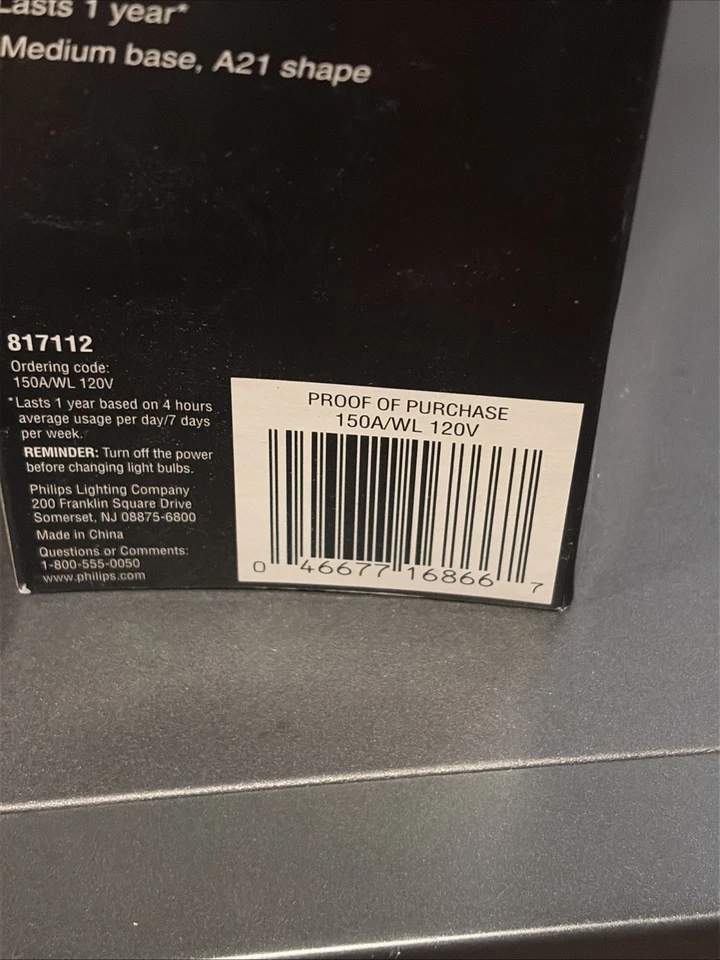 Lasts 1 year*
Medium base, A21 shape
817112
Ordering code:
150A/WL 120V
*Lasts 1 year based on 4 hours
average usage per day/7 days
per week.
REMINDER: Turn off the power
before changing light bulbs.
Philips Lighting Company
200 Franklin Square Drive
Somerset, NJ 08875-6800
Made in China
Questions or Comments:
1-800-555-0050
www.philips.com
PROOF OF PURCHASE
150A/WL 120V
0 46677 16866 7